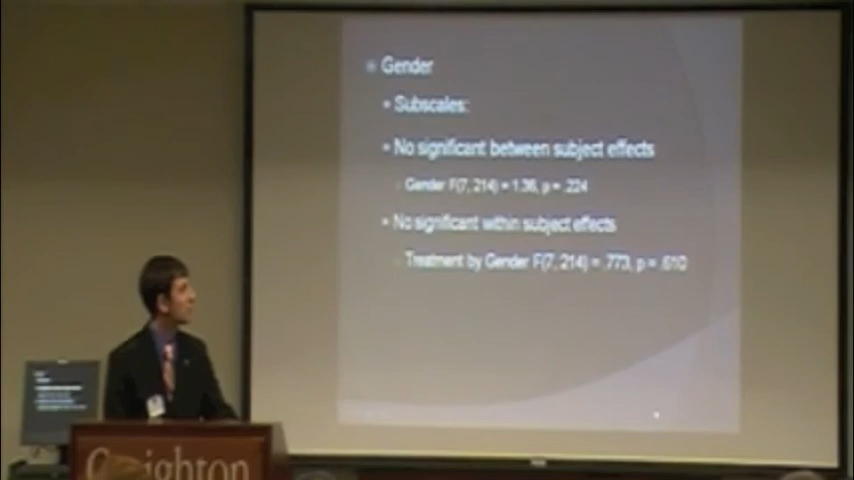 Gender
Subscales:
No significant between subject effects
Gender F(7, 214) = 1.36, p = .224
No significant within subject effects
Treatment by Gender F(7, 214) = .773, p = .610
Creighton